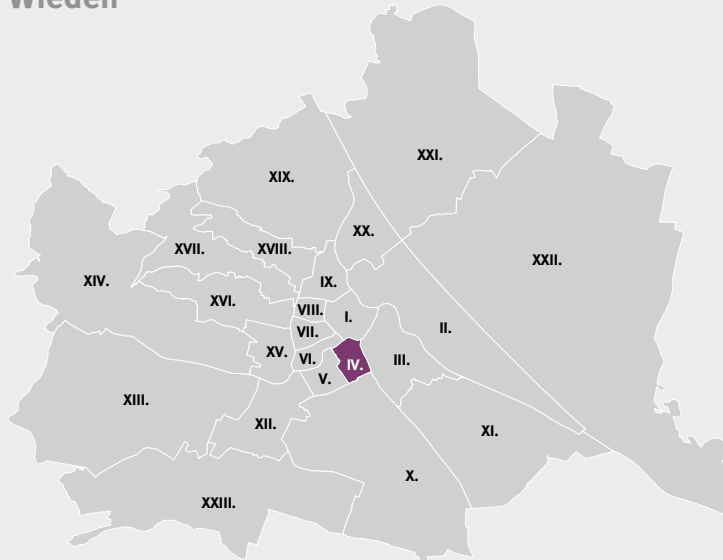 Wieden
XXI.
XIX.
XX.
XVII.
XVIII.
XXII.
XIV.
IX.
XVI.
VIII.
I.
II.
VII.
XV.
VI.
IV.
III.
V.
XIII.
XII.
XI.
X.
XXIII.